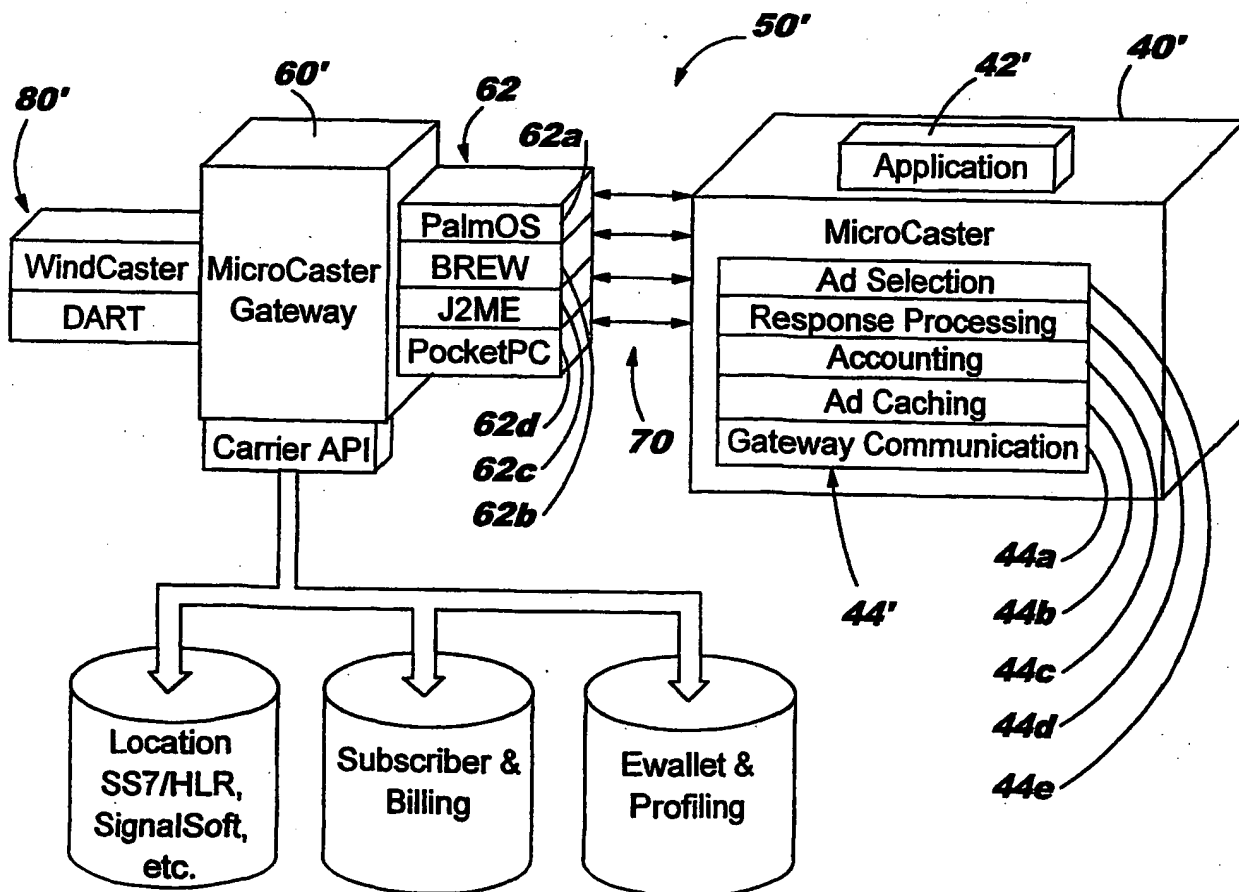 50'
40'
60'
42'
80'
62
62a
Application
PalmOS
MicroCaster
WindCaster
MicroCaster
Gateway
BREW
Ad Selection
DART
J2ME
Response Processing
PocketPC
Accounting
Ad Caching
62d
70
Carrier API
Gateway Communication
62c
62b
44a
44'
44b
44c
44d
44e
Location
SS7/HLR,
SignalSoft,
etc.
Subscriber &
Billing
Ewallet &
Profiling